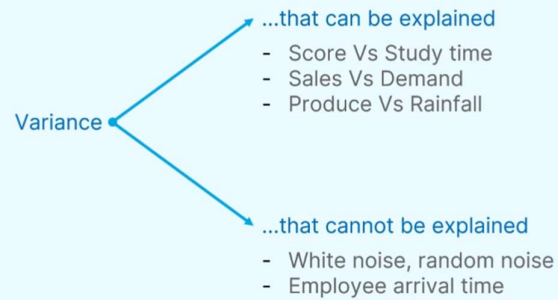 ...that can be explained
- Score Vs Study time
- Sales Vs Demand
- Produce Vs Rainfall
Variance
...that cannot be explained
- White noise, random noise
- Employee arrival time